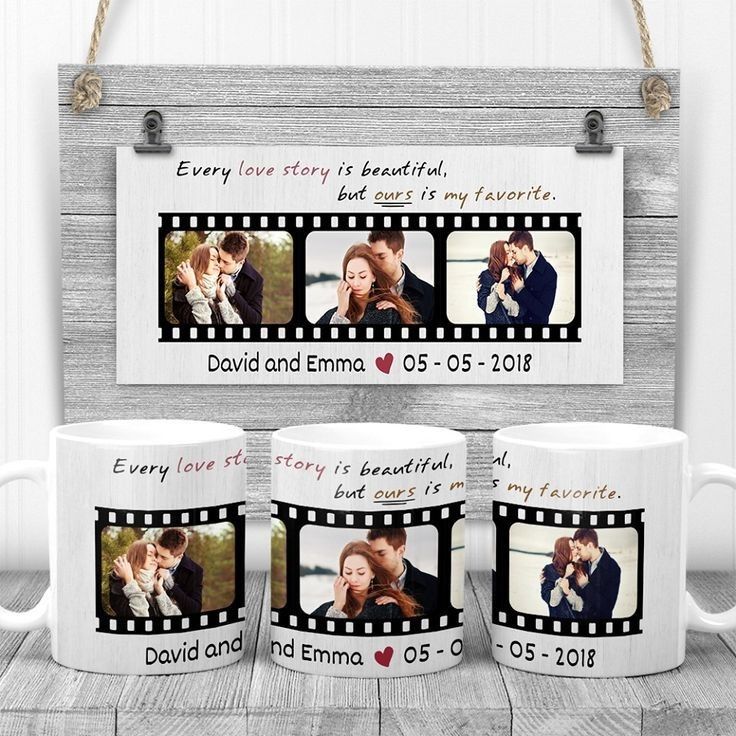 Every love story is beautiful,
but ours is my favorite.
David and Emma ♥ 05 - 05 - 2018
Every love sto
David and
story is beautiful,
but ours is m
nd Emma ♥ 05 - 0
ul,
s my favorite.
05 - 2018